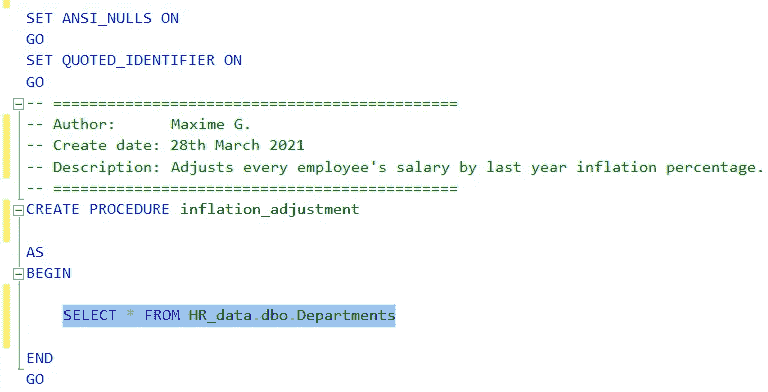 SET ANSI_NULLS ON
GO
SET QUOTED_IDENTIFIER ON
GO
-- =============================================
-- Author:      Maxime G.
-- Create date: 28th March 2021
-- Description: Adjusts every employee's salary by last year inflation percentage.
-- =============================================
CREATE PROCEDURE inflation_adjustment
AS
BEGIN
SELECT * FROM HR_data.dbo.Departments
END
GO